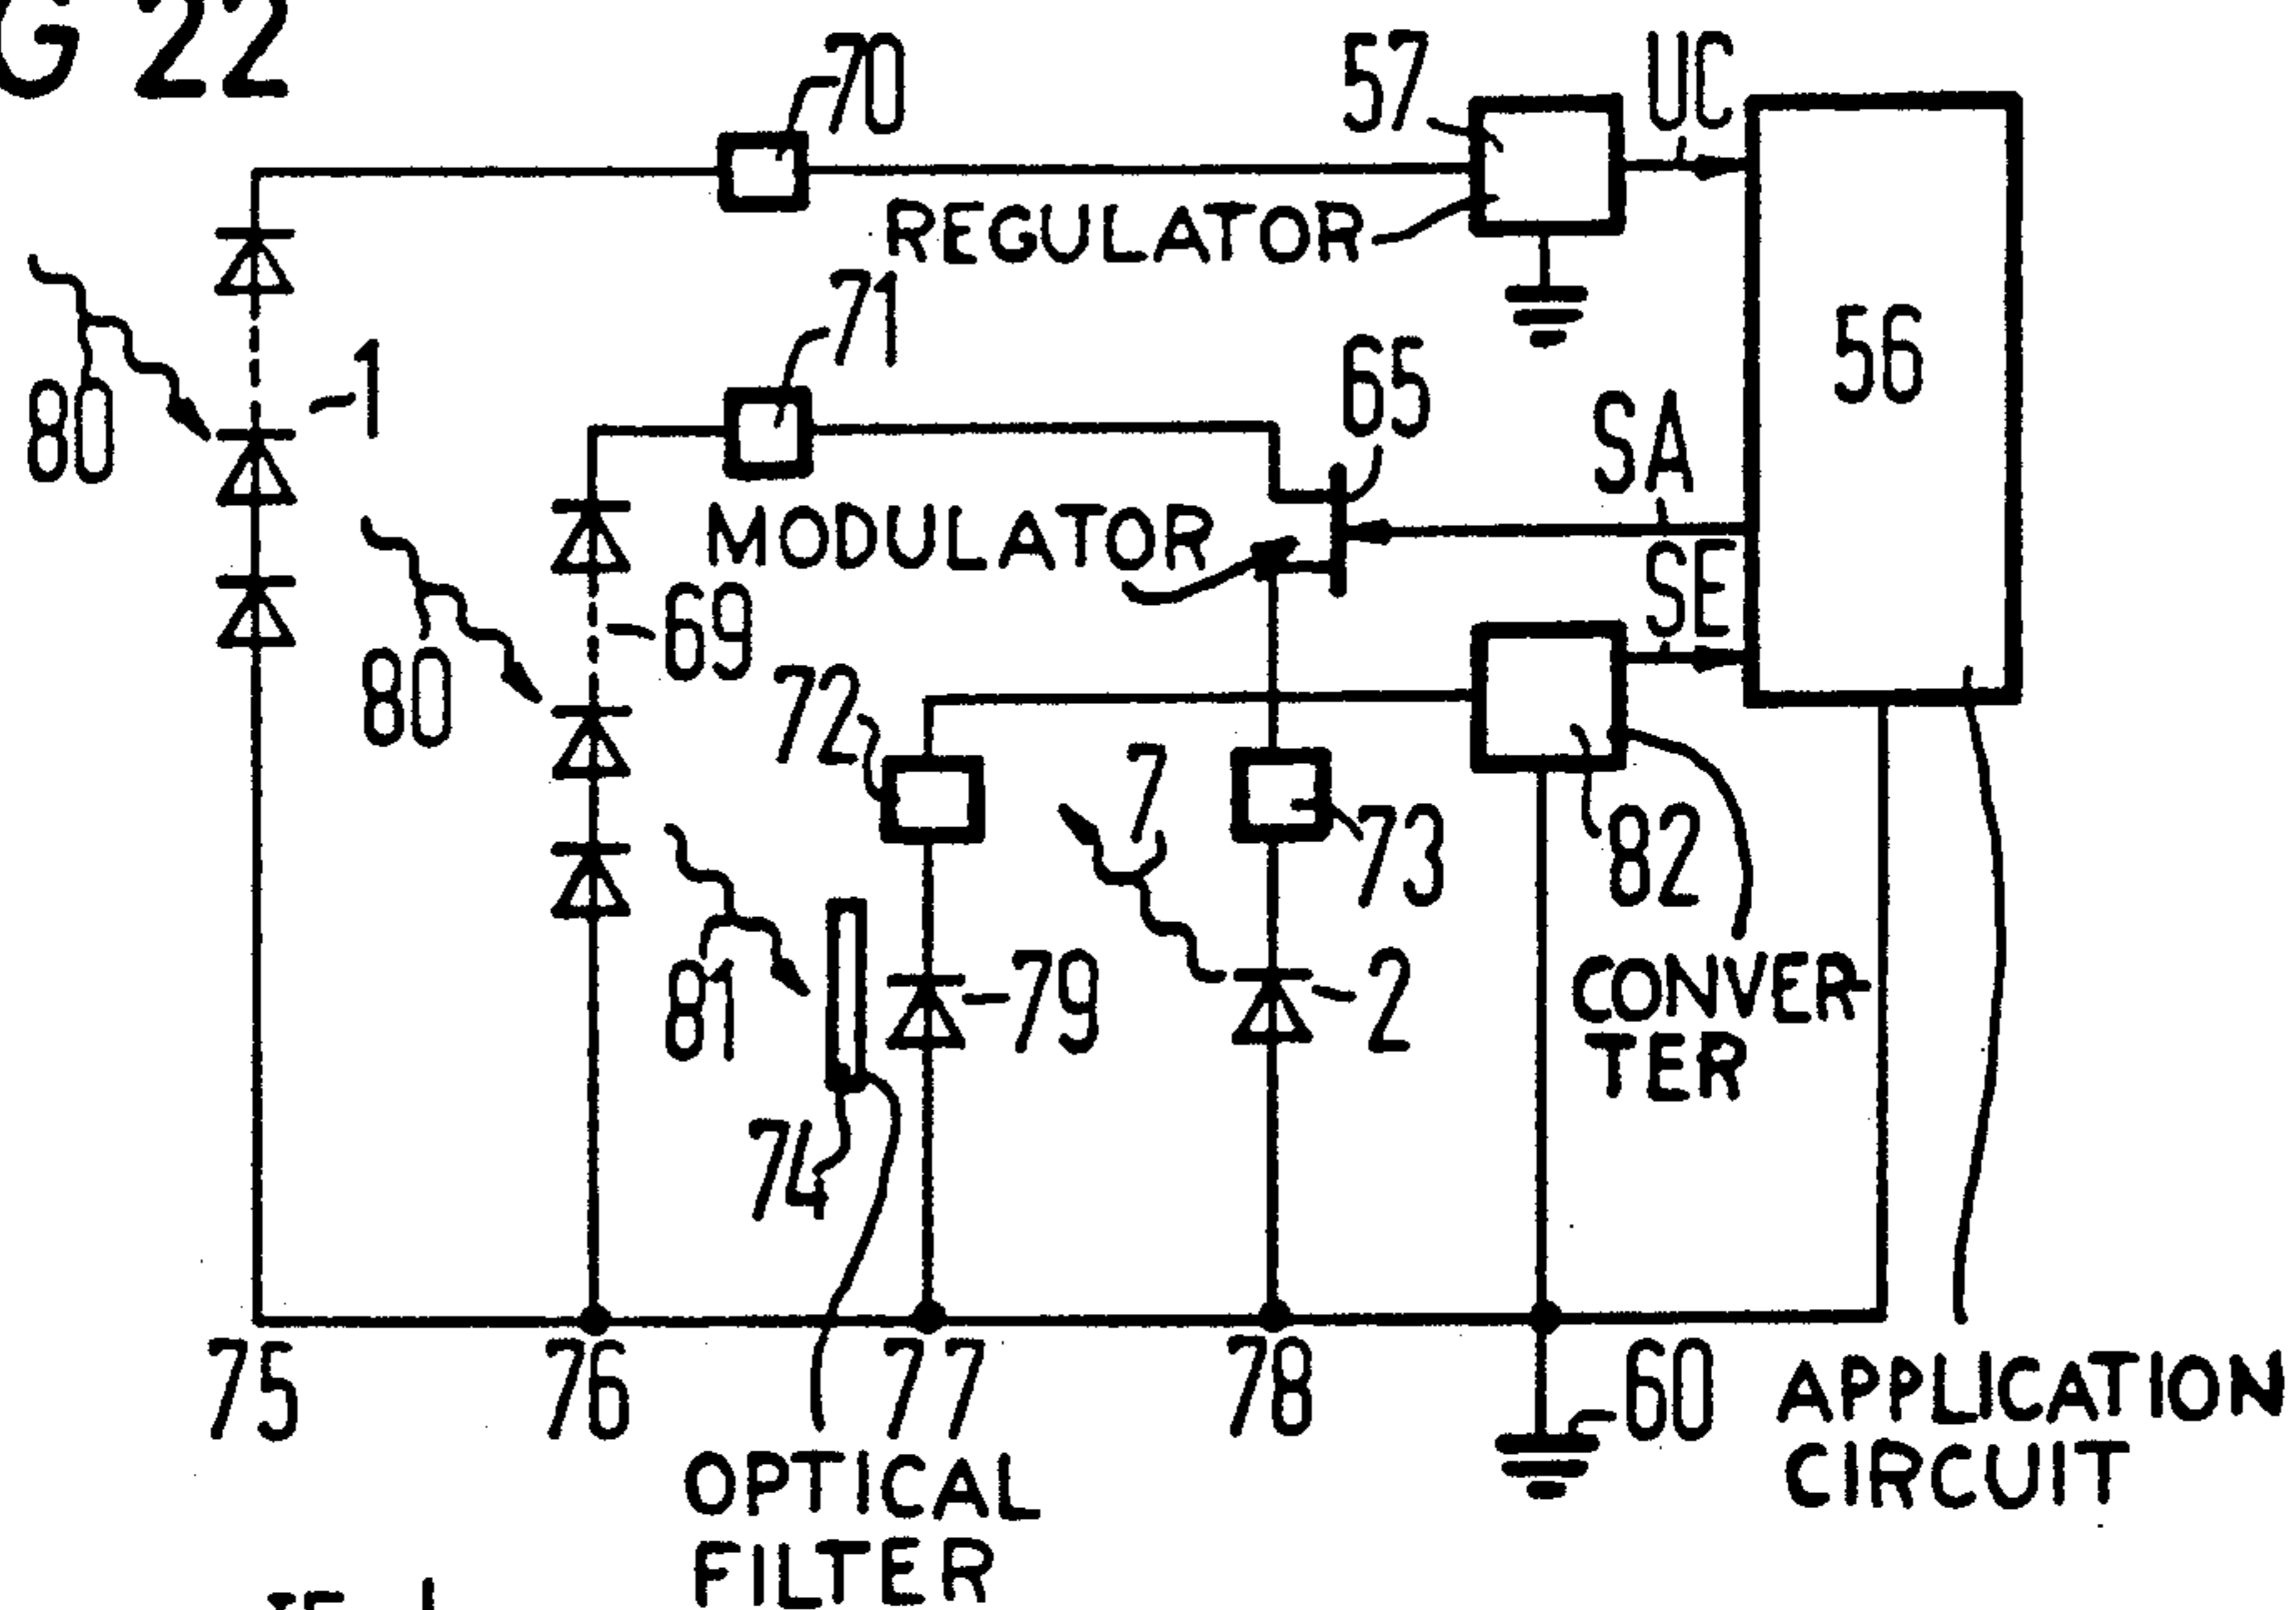 G 22
70
57
UC
REGULATOR
71
1
65
56
80
SA
MODULATOR
SE
69
80
72
7
73
82
81
79
2
CONVER-
TER
74
75
76
77
78
60
APPLICATION
CIRCUIT
OPTICAL
FILTER